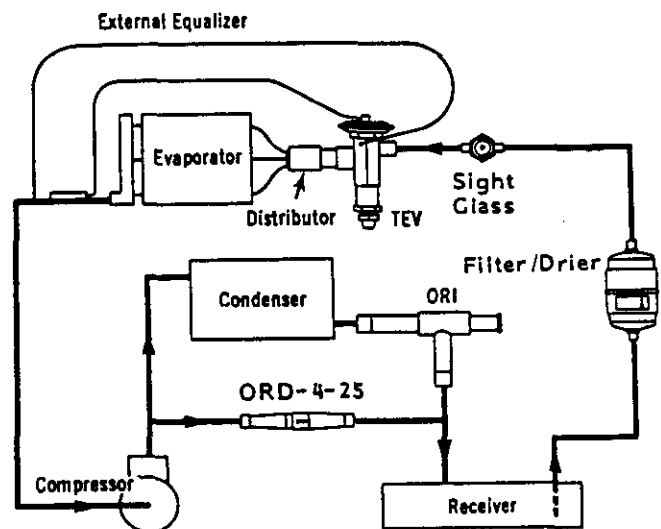 External Equalizer
Evaporator
Sight
Glass
Distributor
TEV
Filter/Drier
Condenser
ORI
ORD-4-25
Compressor
Receiver